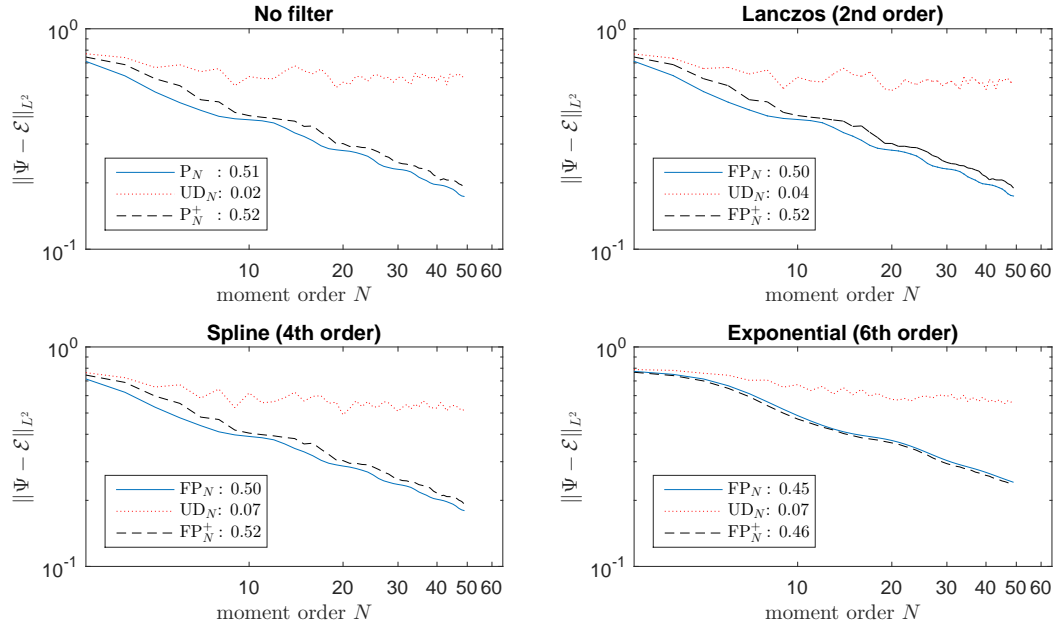 No filter
10^0
10^-1
‖Ψ − ℰ‖_{L^2}
P_N : 0.51
UD_N: 0.02
P_N^+ : 0.52
10 20 30 40 50 60
moment order N
Lanczos (2nd order)
10^0
10^-1
‖Ψ − ℰ‖_{L^2}
FP_N: 0.50
UD_N: 0.04
FP_N^+: 0.52
10 20 30 40 50 60
moment order N
Spline (4th order)
10^0
10^-1
‖Ψ − ℰ‖_{L^2}
FP_N: 0.50
UD_N: 0.07
FP_N^+: 0.52
10 20 30 40 50 60
moment order N
Exponential (6th order)
10^0
10^-1
‖Ψ − ℰ‖_{L^2}
FP_N: 0.45
UD_N: 0.07
FP_N^+: 0.46
10 20 30 40 50 60
moment order N